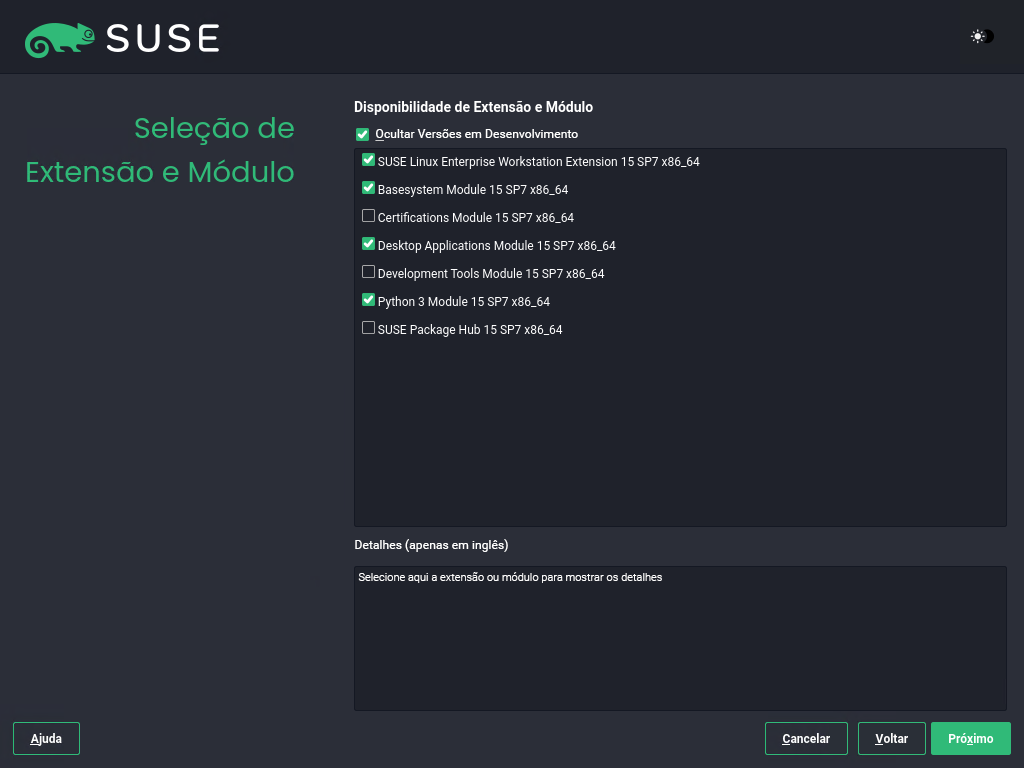 SUSE
Seleção de
Extensão e Módulo
Disponibilidade de Extensão e Módulo
Ocultar Versões em Desenvolvimento
SUSE Linux Enterprise Workstation Extension 15 SP7 x86_64
Basesystem Module 15 SP7 x86_64
Certifications Module 15 SP7 x86_64
Desktop Applications Module 15 SP7 x86_64
Development Tools Module 15 SP7 x86_64
Python 3 Module 15 SP7 x86_64
SUSE Package Hub 15 SP7 x86_64
Detalhes (apenas em inglês)
Selecione aqui a extensão ou módulo para mostrar os detalhes
Ajuda
Cancelar
Voltar
Próximo